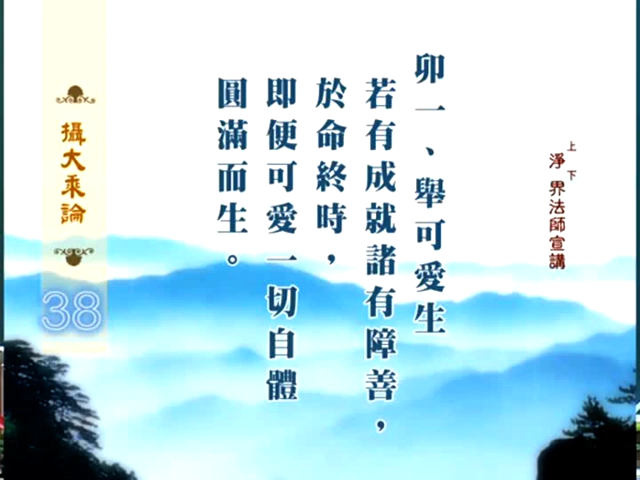 上 下
淨 界法師宣講
卯一、舉可愛生
若有成就諸有障善，
於命終時，
即便可愛一切自體
圓滿而生。
攝大乘論
38